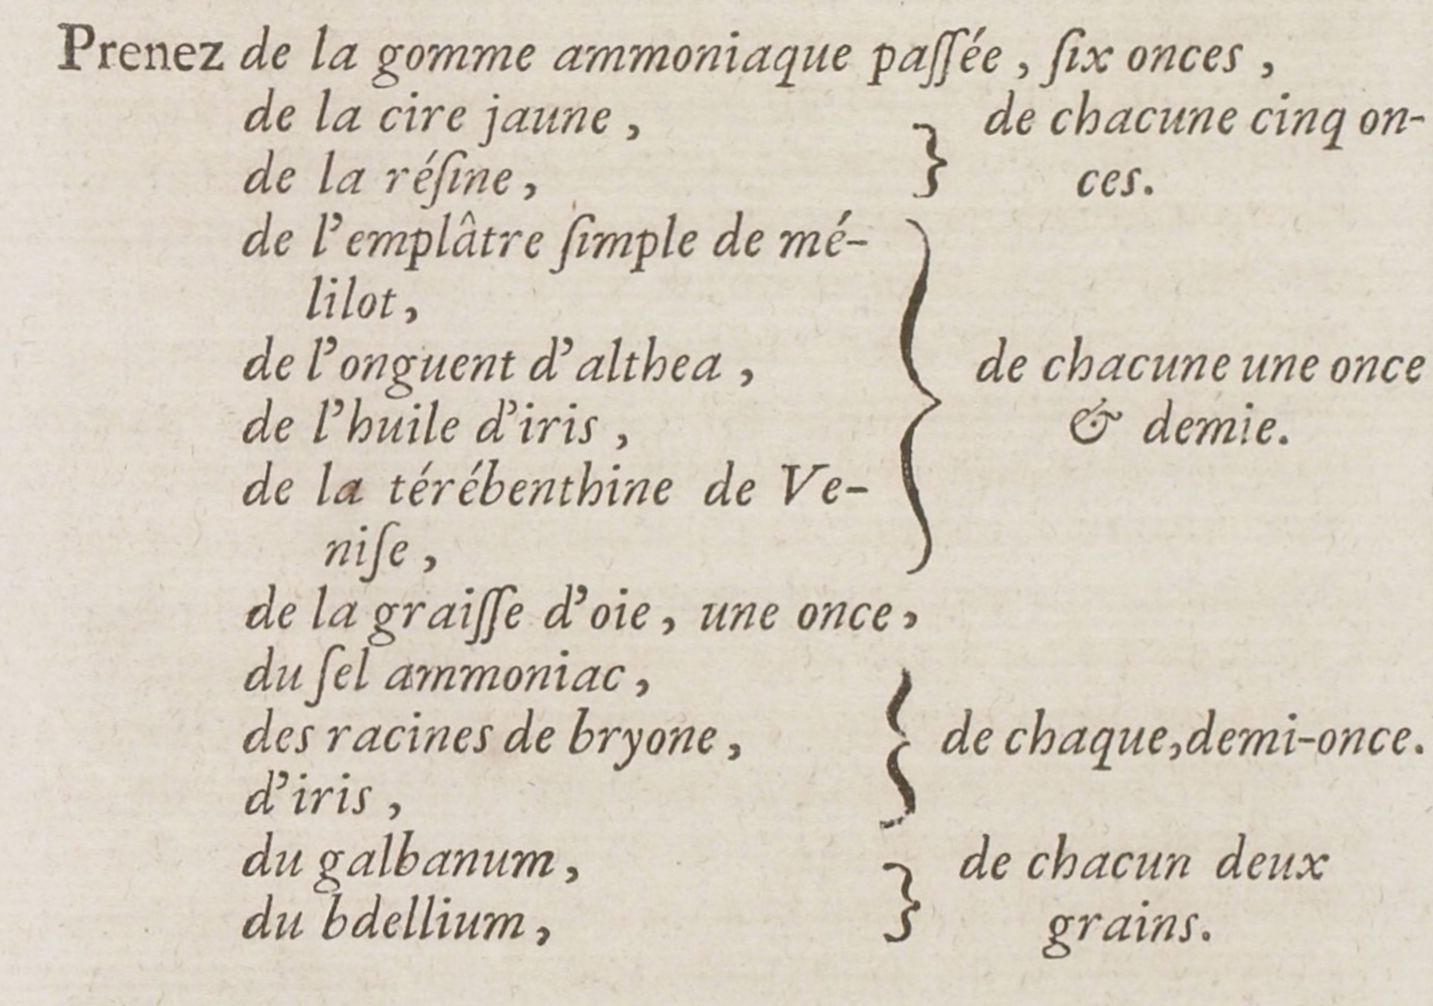 Prenez de la gomme ammoniaque paſſée, ſix onces,
de la cire jaune,
de la réſine,
} de chacune cinq on-
ces.
de l'emplâtre ſimple de mé-
lilot,
de l'onguent d'althea,
de l'huile d'iris,
de la térébenthine de Ve-
niſe,
} de chacune une once
& demie.
de la graiſſe d'oie, une once,
du ſel ammoniac,
des racines de bryone,
d'iris,
} de chaque, demi-once.
du galbanum,
du bdellium,
} de chacun deux
grains.